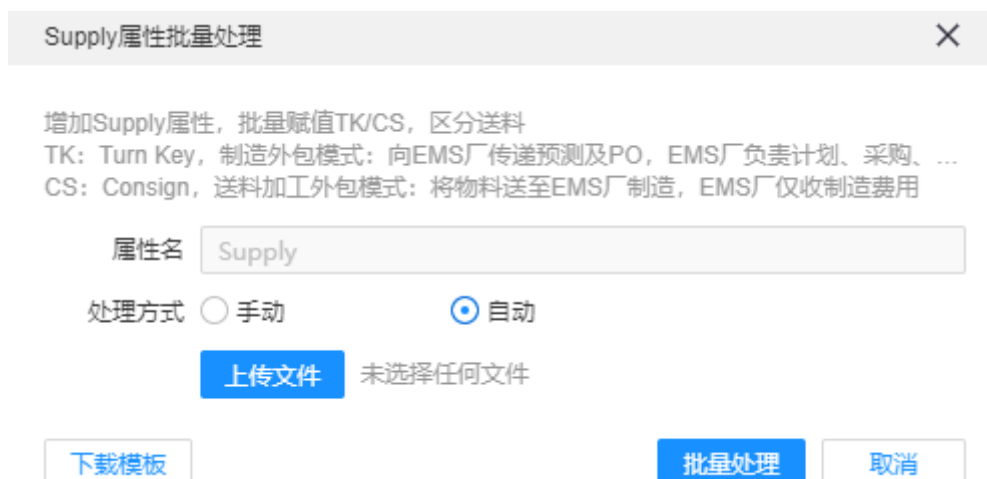 Supply属性批量处理
增加Supply属性，批量赋值TK/CS，区分送料
TK：Turn Key，制造外包模式：向EMS厂传递预测及PO，EMS厂负责计划、采购、...
CS：Consign，送料加工外包模式：将物料送至EMS厂制造，EMS厂仅收制造费用
属性名 Supply
处理方式 手动 自动
上传文件 未选择任何文件
下载模板 批量处理 取消